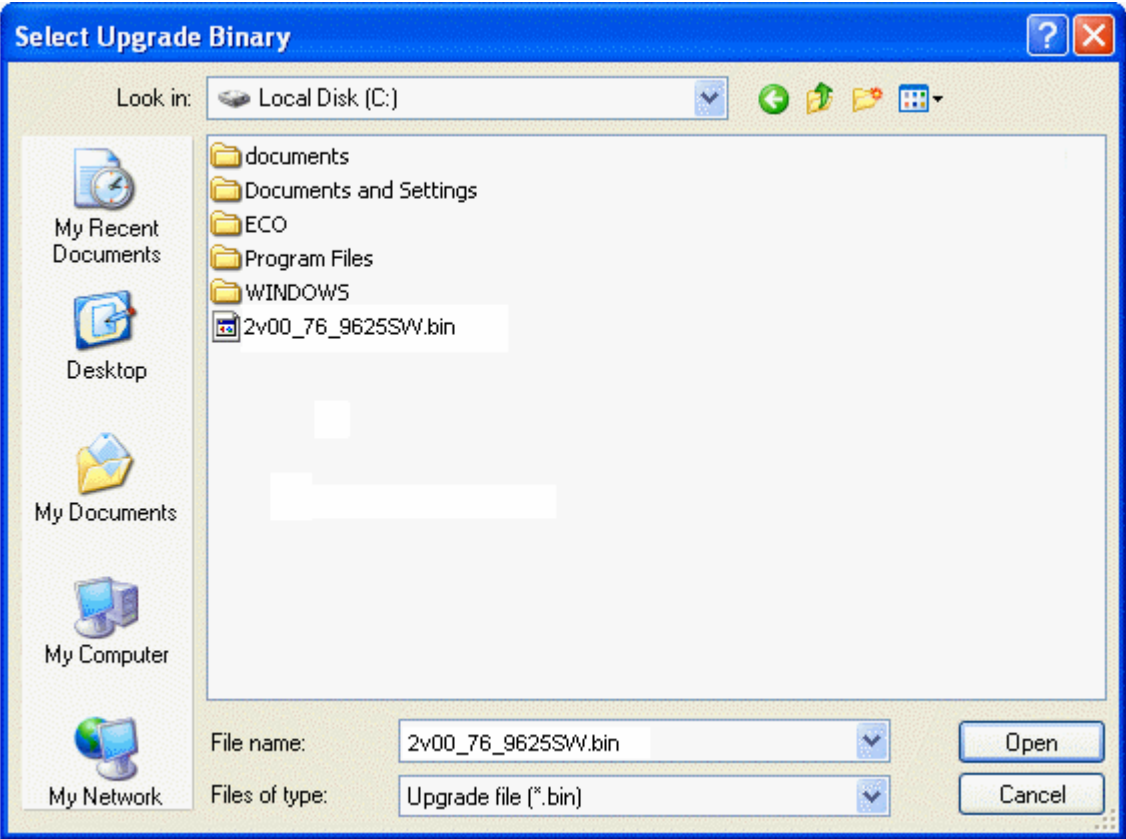 Select Upgrade Binary
Look in:
Local Disk (C:)
My Recent
Documents
Desktop
My Documents
My Computer
My Network
documents
Documents and Settings
ECO
Program Files
WINDOWS
2v00_76_9625SW.bin
File name:
2v00_76_9625SW.bin
Open
Files of type:
Upgrade file (*.bin)
Cancel